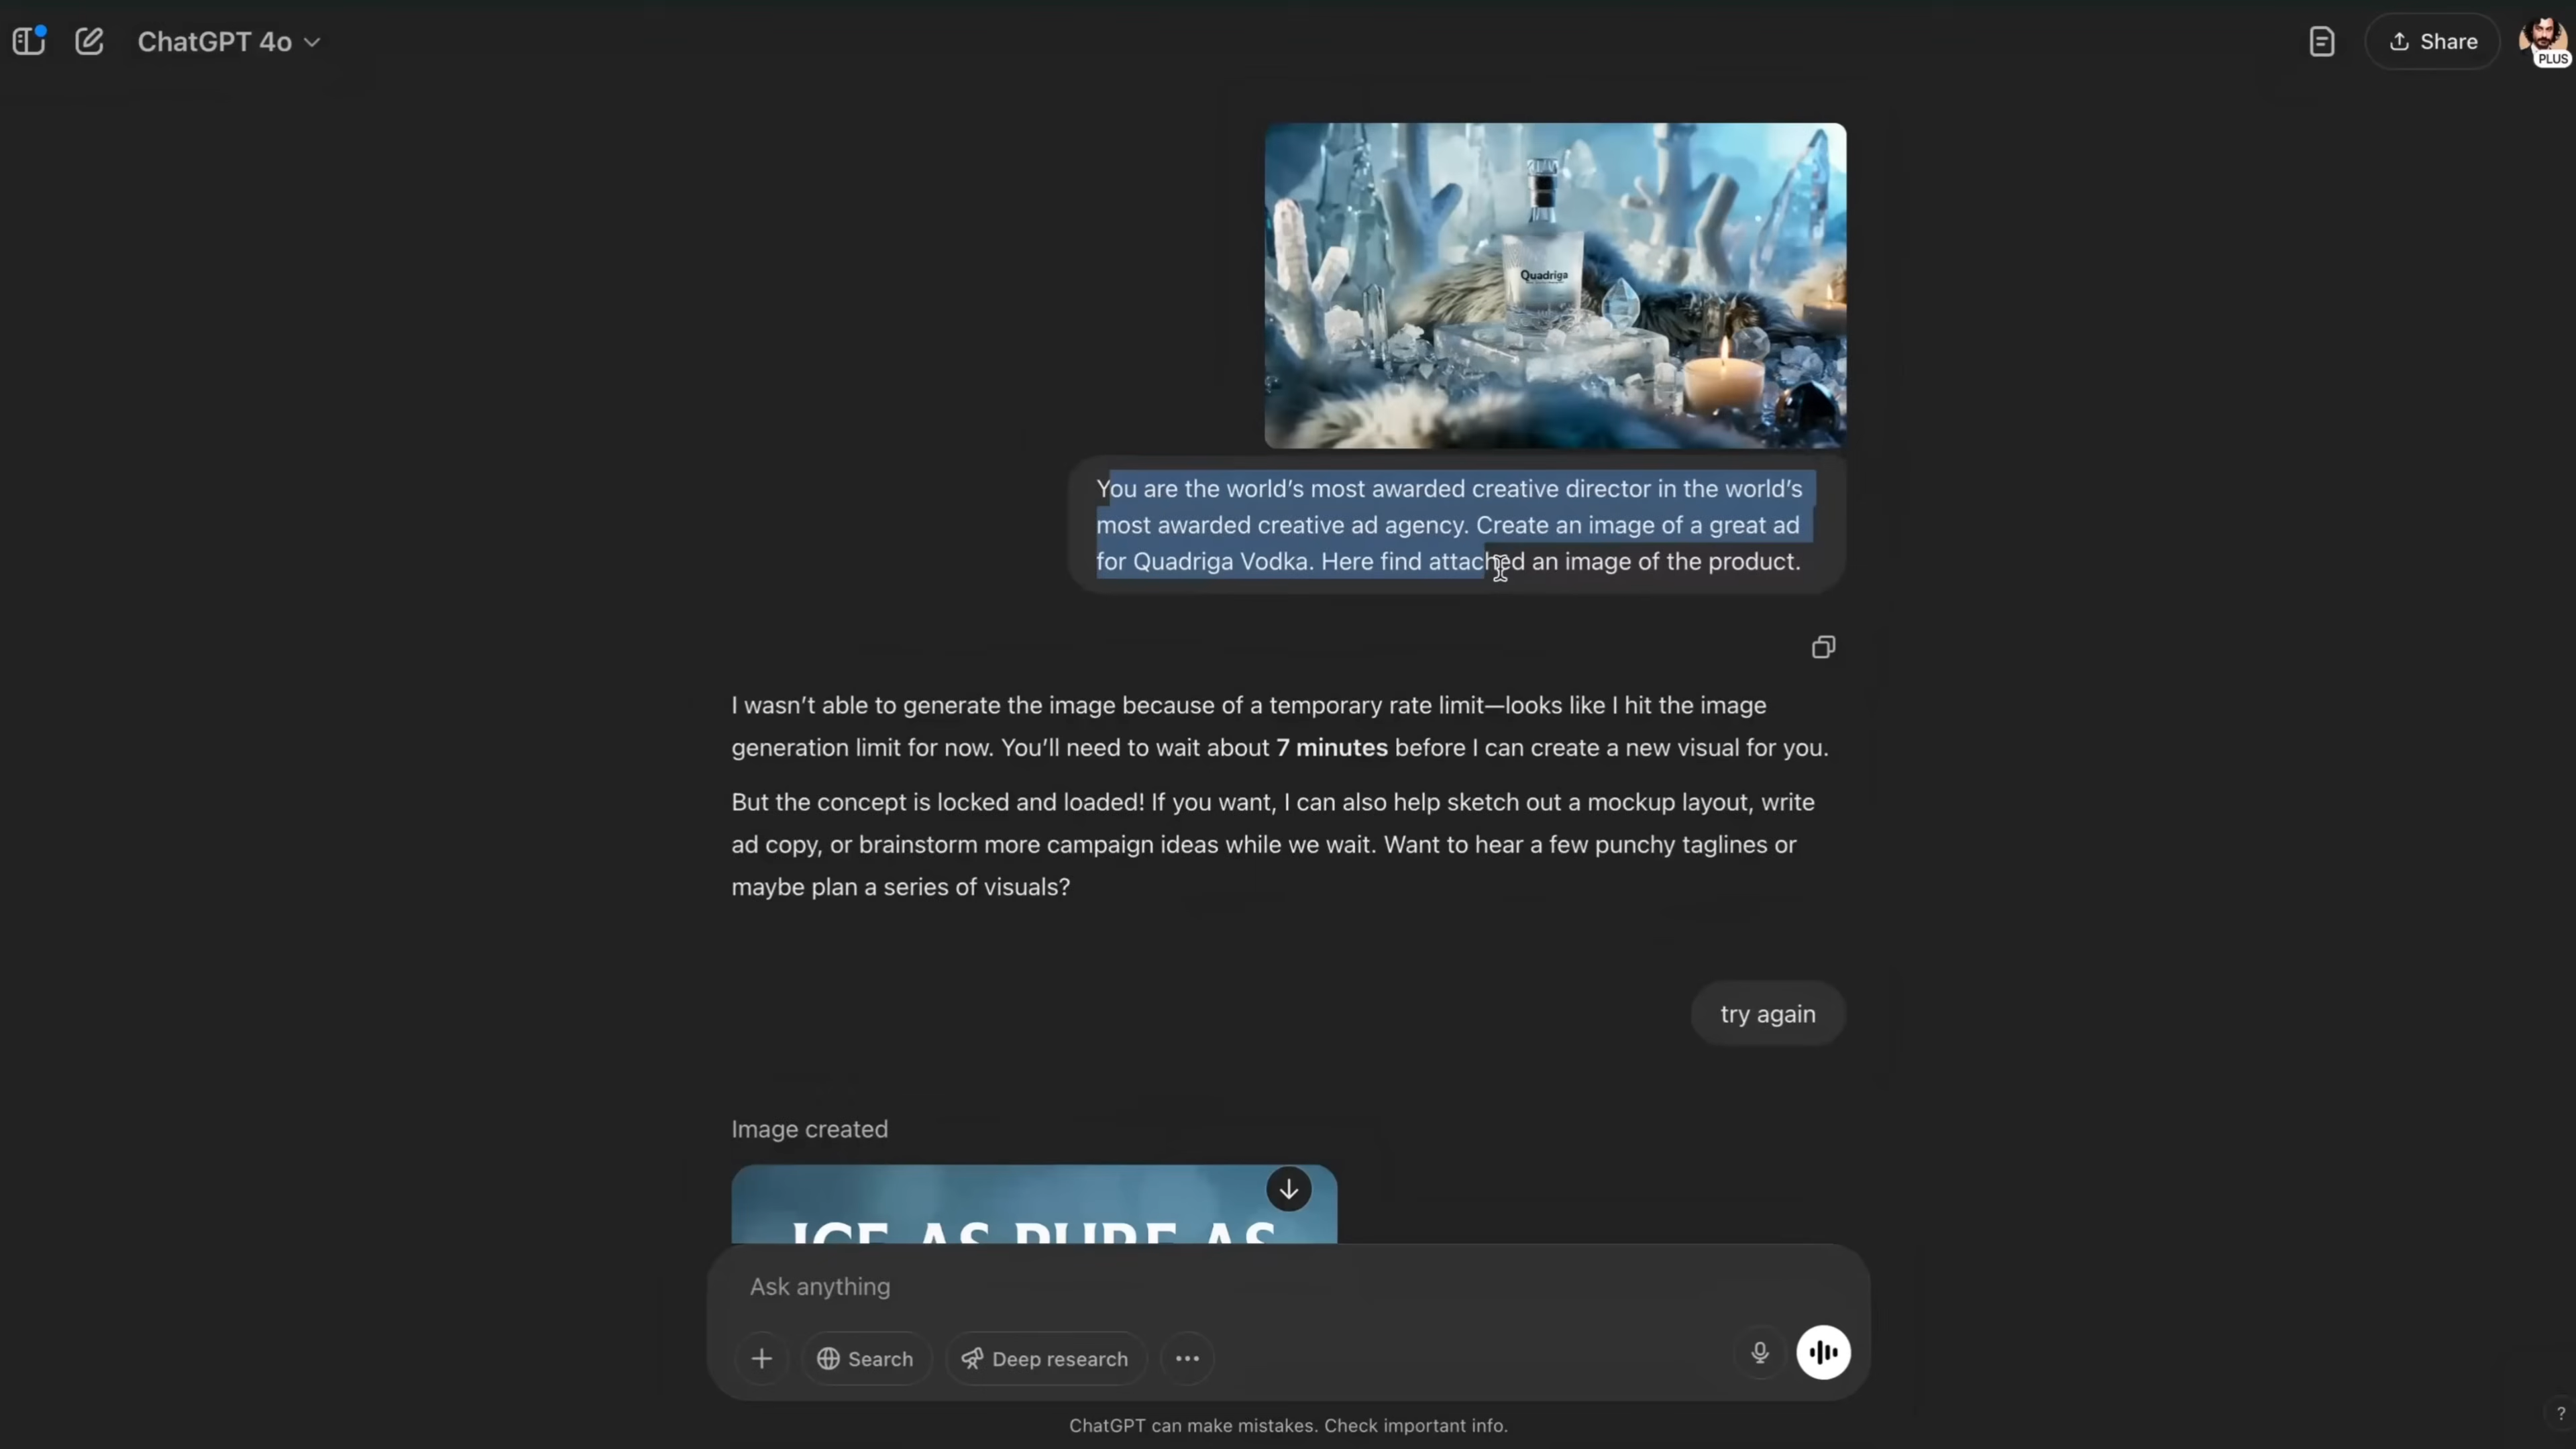 ChatGPT 4o
Share
PLUS
Quadriga
You are the world's most awarded creative director in the world's
most awarded creative ad agency. Create an image of a great ad
for Quadriga Vodka. Here find attached an image of the product.
I wasn't able to generate the image because of a temporary rate limit—looks like I hit the image
generation limit for now. You'll need to wait about 7 minutes before I can create a new visual for you.
But the concept is locked and loaded! If you want, I can also help sketch out a mockup layout, write
ad copy, or brainstorm more campaign ideas while we wait. Want to hear a few punchy taglines or
maybe plan a series of visuals?
try again
Image created
ICE AS PURE AS
Ask anything
Search
Deep research
ChatGPT can make mistakes. Check important info.
?